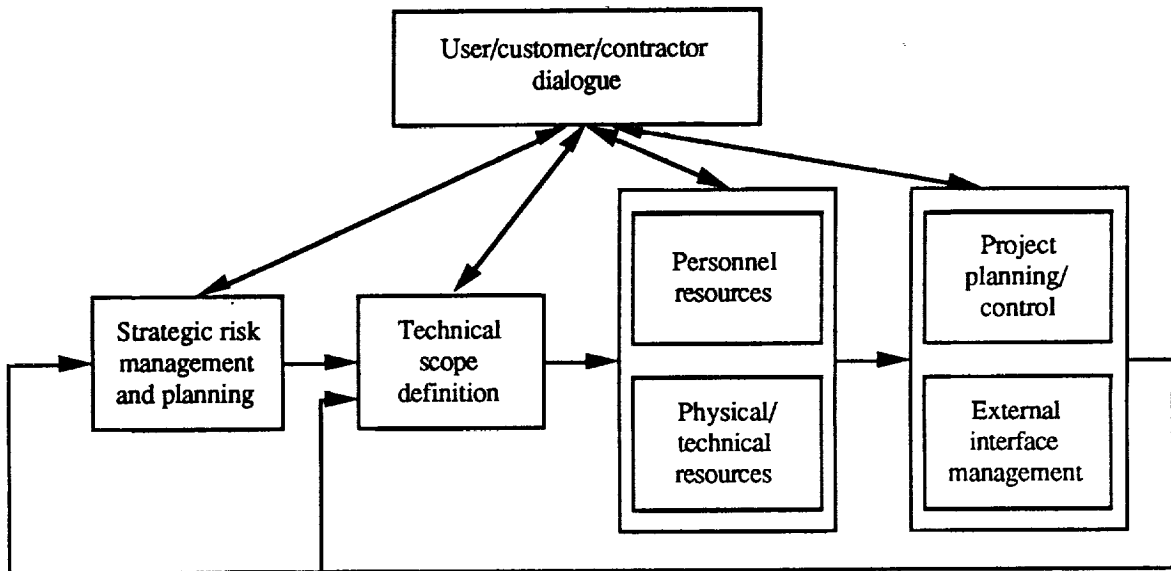 User/customer/contractor
dialogue
Strategic risk
management
and planning
Technical
scope
definition
Personnel
resources
Physical/
technical
resources
Project
planning/
control
External
interface
management